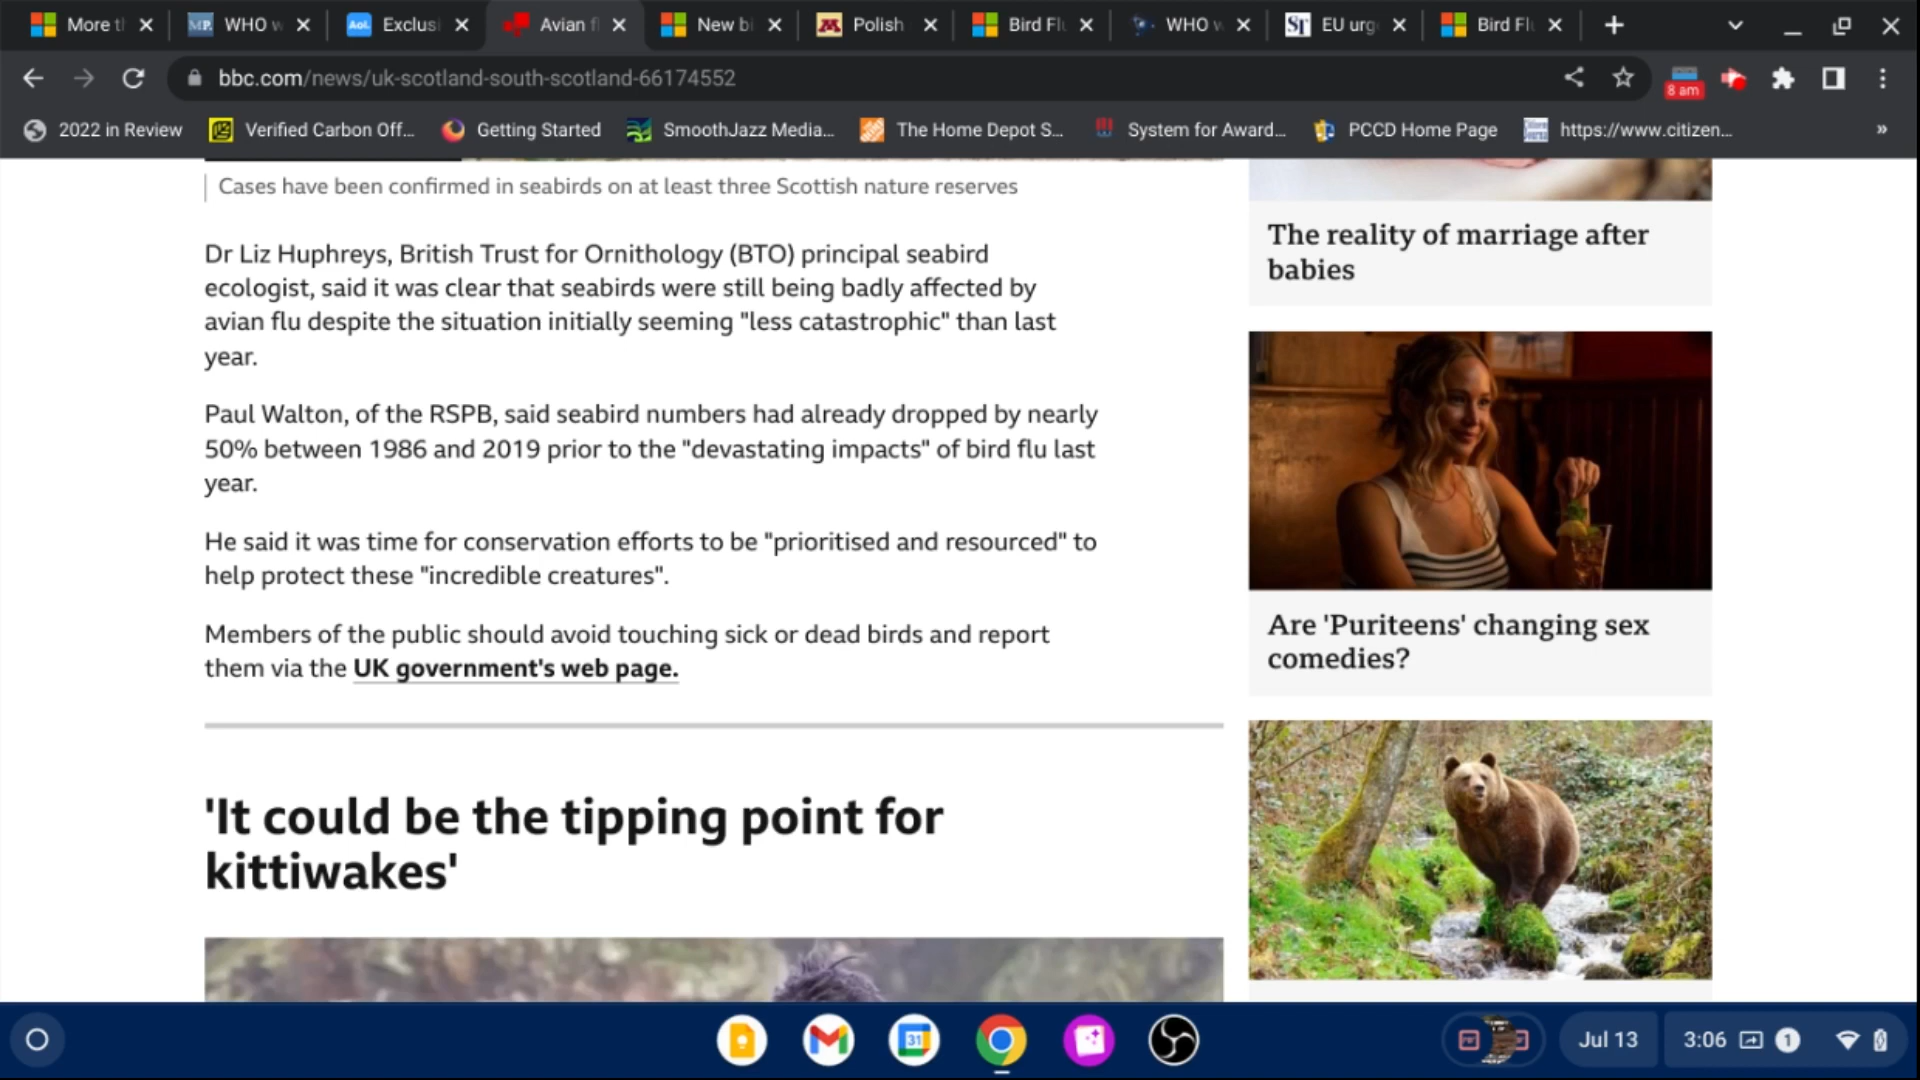 More t
WHO w
Exclusi
Avian f
New bi
Polish
Bird Flu
WHO w
EU urg
Bird Flu
bbc.com/news/uk-scotland-south-scotland-66174552
8 am
2022 in Review
Verified Carbon Off...
Getting Started
SmoothJazz Media...
The Home Depot S...
System for Award...
PCCD Home Page
https://www.citizen...
»
Cases have been confirmed in seabirds on at least three Scottish nature reserves
Dr Liz Huphreys, British Trust for Ornithology (BTO) principal seabird
ecologist, said it was clear that seabirds were still being badly affected by
avian flu despite the situation initially seeming "less catastrophic" than last
year.
Paul Walton, of the RSPB, said seabird numbers had already dropped by nearly
50% between 1986 and 2019 prior to the "devastating impacts" of bird flu last
year.
He said it was time for conservation efforts to be "prioritised and resourced" to
help protect these "incredible creatures".
Members of the public should avoid touching sick or dead birds and report
them via the UK government's web page.
'It could be the tipping point for
kittiwakes'
The reality of marriage after
babies
Are 'Puriteens' changing sex
comedies?
31
Jul 13
3:06
1